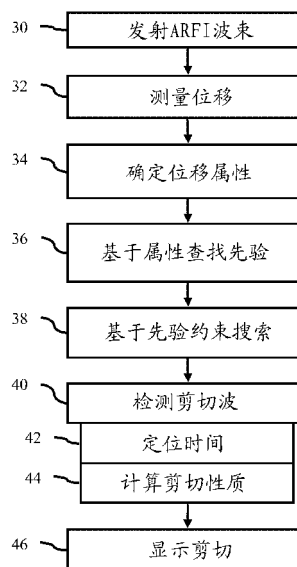 30 发射ARFI波束
32 测量位移
34 确定位移属性
36 基于属性查找先验
38 基于先验约束搜索
40 检测剪切波
42 定位时间
44 计算剪切性质
46 显示剪切